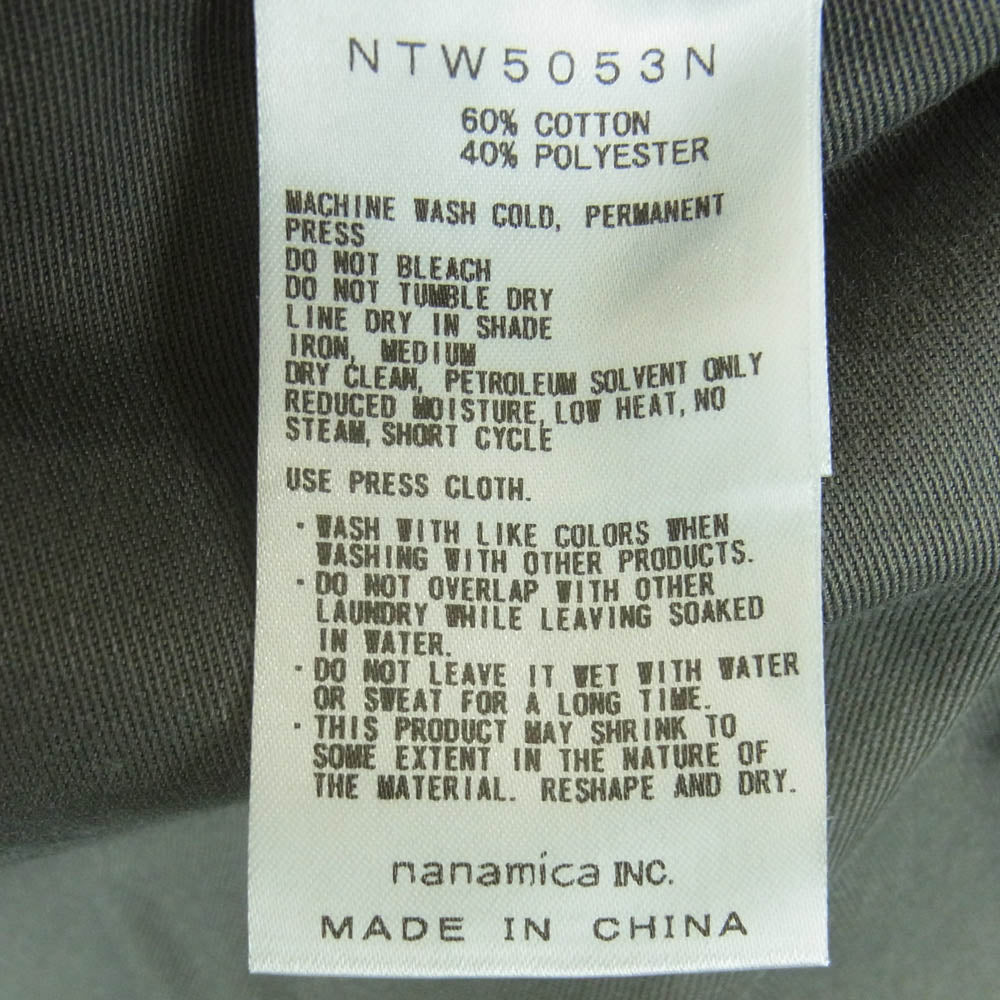 NTW5053N
60% COTTON
40% POLYESTER
MACHINE WASH COLD, PERMANENT
PRESS
DO NOT BLEACH
DO NOT TUMBLE DRY
LINE DRY IN SHADE
IRON, MEDIUM
DRY CLEAN, PETROLEUM SOLVENT ONLY
REDUCED MOISTURE, LOW HEAT, NO
STEAM, SHORT CYCLE
USE PRESS CLOTH.
・WASH WITH LIKE COLORS WHEN
WASHING WITH OTHER PRODUCTS.
・DO NOT OVERLAP WITH OTHER
LAUNDRY WHILE LEAVING SOAKED
IN WATER.
・DO NOT LEAVE IT WET WITH WATER
OR SWEAT FOR A LONG TIME.
・THIS PRODUCT MAY SHRINK TO
SOME EXTENT IN THE NATURE OF
THE MATERIAL. RESHAPE AND DRY.
nanamica INC.
MADE IN CHINA